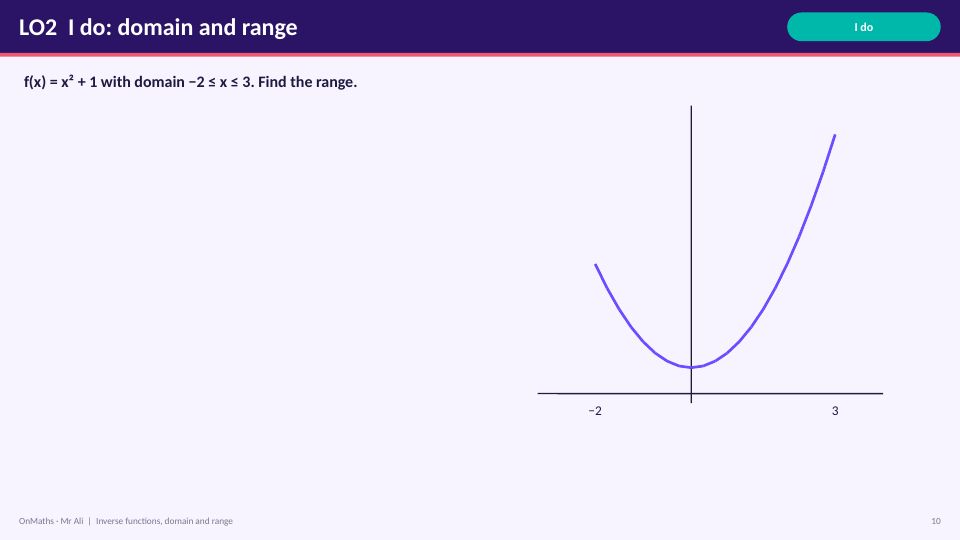 LO2  I do: domain and range
I do
f(x) = x² + 1 with domain −2 ≤ x ≤ 3. Find the range.
−2
3
OnMaths - Mr Ali  |  Inverse functions, domain and range
10